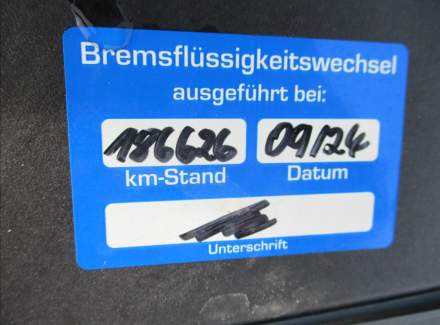 Bremsflüssigkeitswechsel
ausgeführt bei:
186626 09/24
km-Stand Datum
Unterschrift